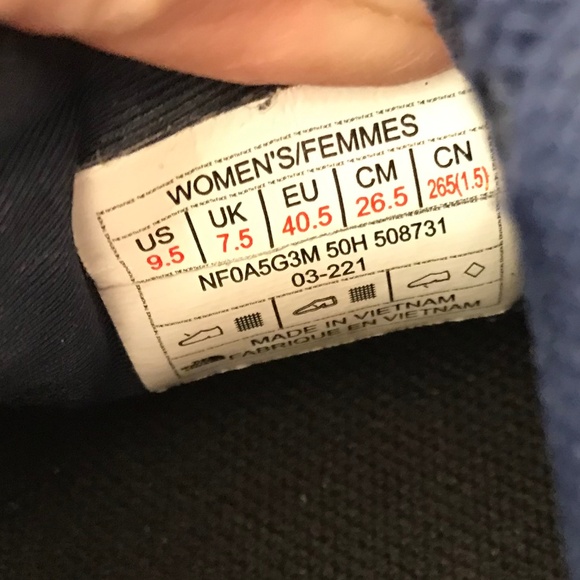 WOMEN'S/FEMMES
US UK EU CM CN
9.5 7.5 40.5 26.5 265(1.5)
NF0A5G3M 50H 508731
03-221
MADE IN VIETNAM
FABRIQUE EN VIETNAM